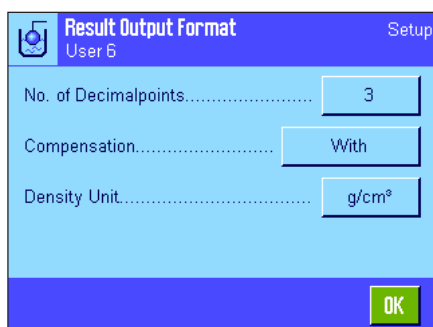 Result Output Format Setup
User 6
No. of Decimalpoints....................... 3
Compensation.......................... With
Density Unit................................... g/cm³
OK